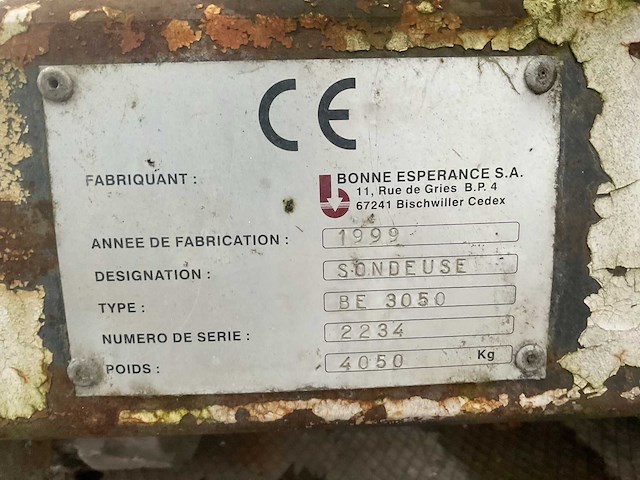 CE
FABRIQUANT : BONNE ESPERANCE S.A.
11, Rue de Gries B.P. 4
67241 Bischwiller Cedex
ANNEE DE FABRICATION : 1999
DESIGNATION : SONDEUSE
TYPE : BE 3050
NUMERO DE SERIE : 2234
POIDS : 4050 Kg